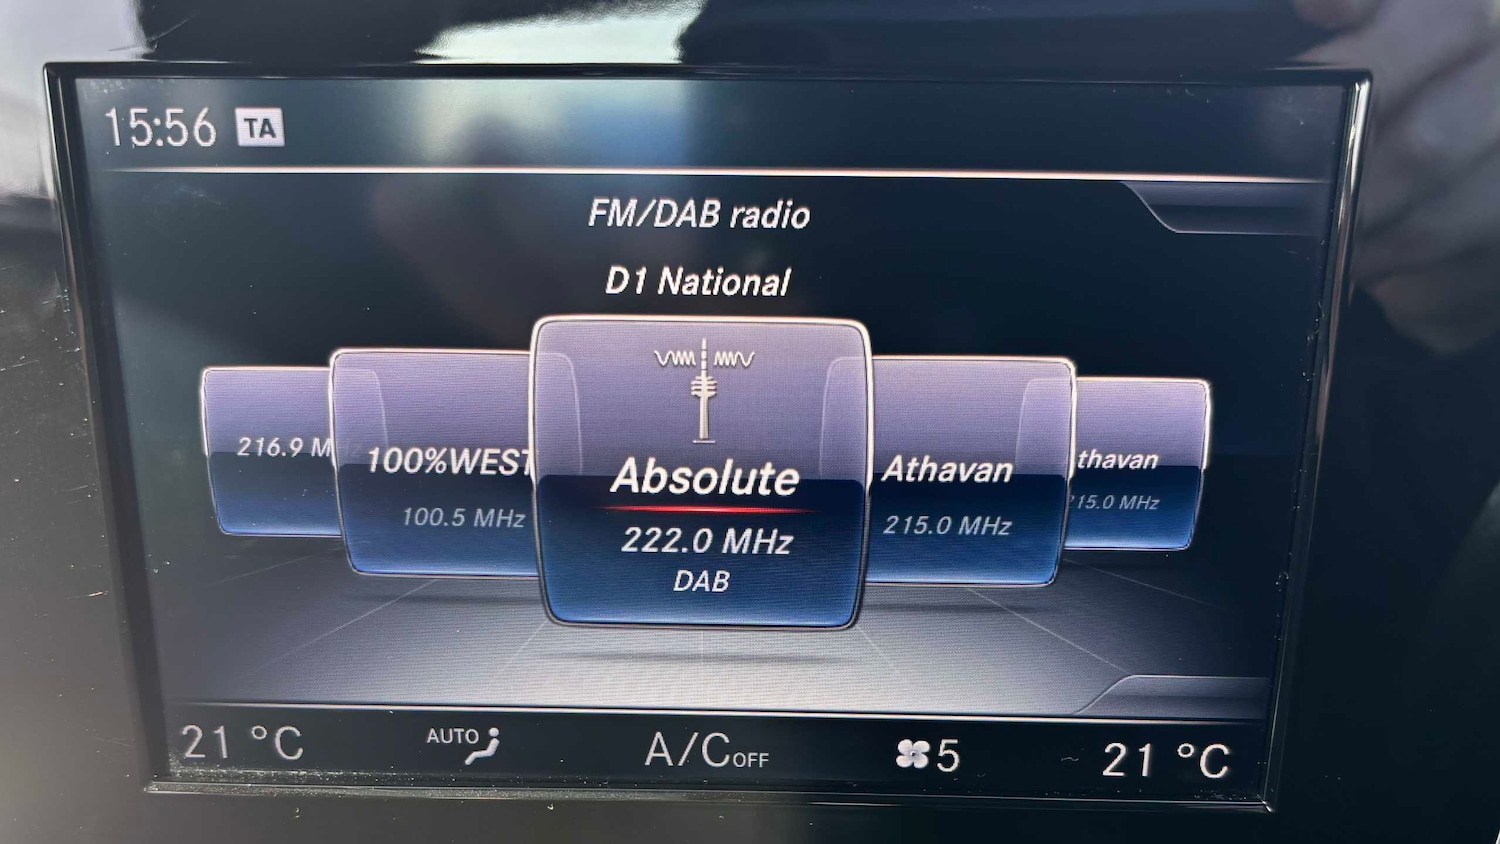 15:56 TA
FM/DAB radio
D1 National
216.9 M
100%WEST
100.5 MHz
Absolute
222.0 MHz
DAB
Athavan
215.0 MHz
thavan
215.0 MHz
21 °C AUTO A/C OFF 5 21 °C